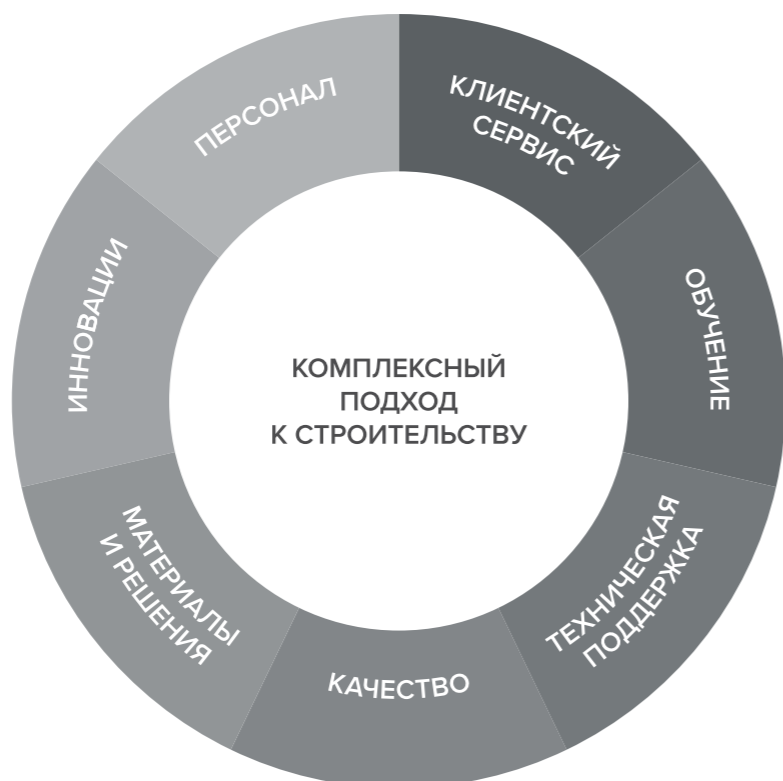 КЛИЕНТСКИЙ
СЕРВИС
ОБУЧЕНИЕ
ТЕХНИЧЕСКАЯ
ПОДДЕРЖКА
КАЧЕСТВО
МАТЕРИАЛЫ
И РЕШЕНИЯ
ИННОВАЦИИ
ПЕРСОНАЛ
КОМПЛЕКСНЫЙ
ПОДХОД
К СТРОИТЕЛЬСТВУ